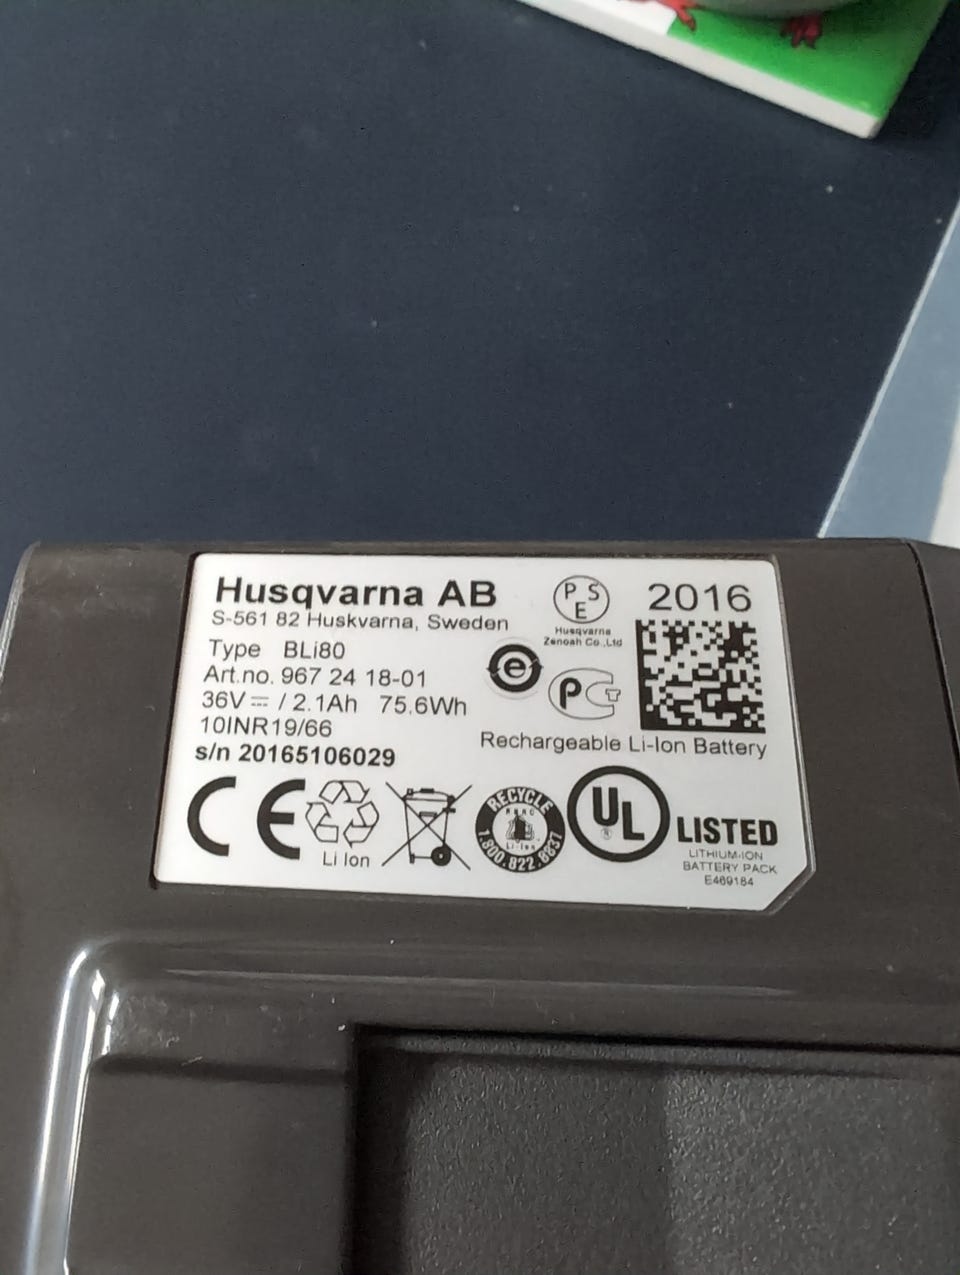 Husqvarna AB
S-561 82 Huskvarna, Sweden
Type BLi80
Art.no. 967 24 18-01
36V ⎓ / 2.1Ah 75.6Wh
10INR19/66
s/n 20165106029
P S
E
Husqvarna
Zenoah Co.,Ltd
2016
e
PCT
Rechargeable Li-Ion Battery
CE
Li Ion
RECYCLE
RBRC
Li-Ion
1.800.822.8837
UL
®
LISTED
LITHIUM-ION
BATTERY PACK
E469184